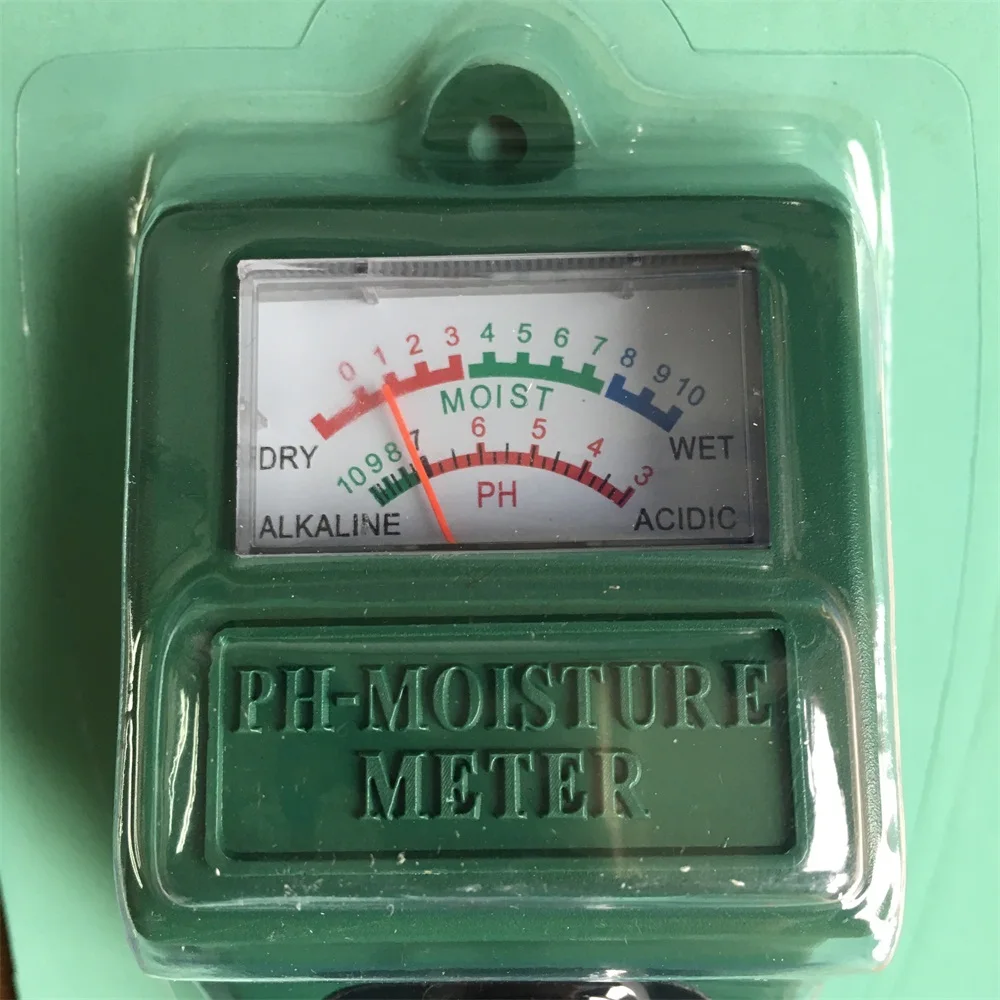 0 1 2 3 4 5 6 7 8 9 10
MOIST
DRY WET
10 9 8 7 6 5 4 3
PH
ALKALINE ACIDIC
PH-MOISTURE
METER